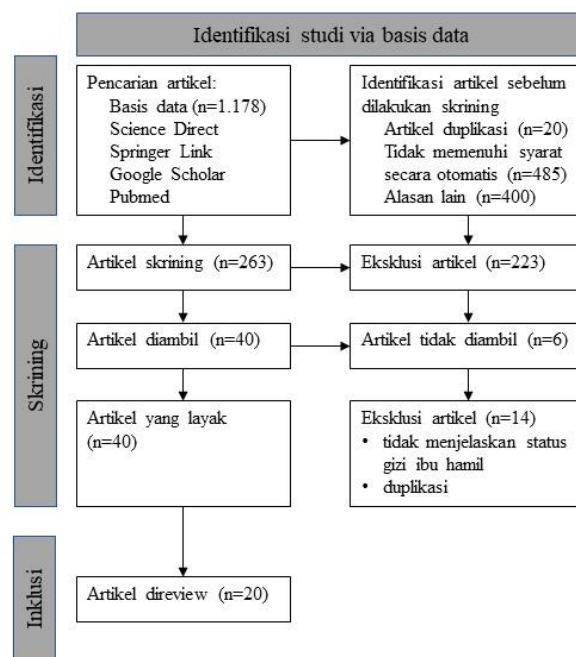 Identifikasi studi via basis data
Identifikasi
Pencarian artikel:
Basis data (n=1.178)
Science Direct
Springer Link
Google Scholar
Pubmed
Identifikasi artikel sebelum
dilakukan skrining
Artikel duplikasi (n=20)
Tidak memenuhi syarat
secara otomatis (n=485)
Alasan lain (n=400)
Skrining
Artikel skrining (n=263)
Eksklusi artikel (n=223)
Artikel diambil (n=40)
Artikel tidak diambil (n=6)
Artikel yang layak
(n=40)
Eksklusi artikel (n=14)
• tidak menjelaskan status
gizi ibu hamil
• duplikasi
Inklusi
Artikel direview (n=20)